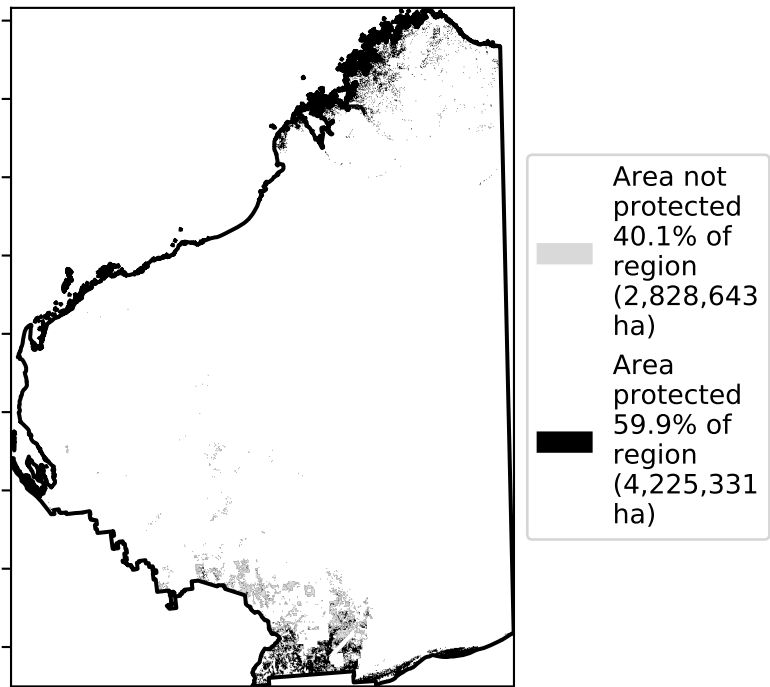 Area not
protected
40.1% of
region
(2,828,643
ha)
Area
protected
59.9% of
region
(4,225,331
ha)